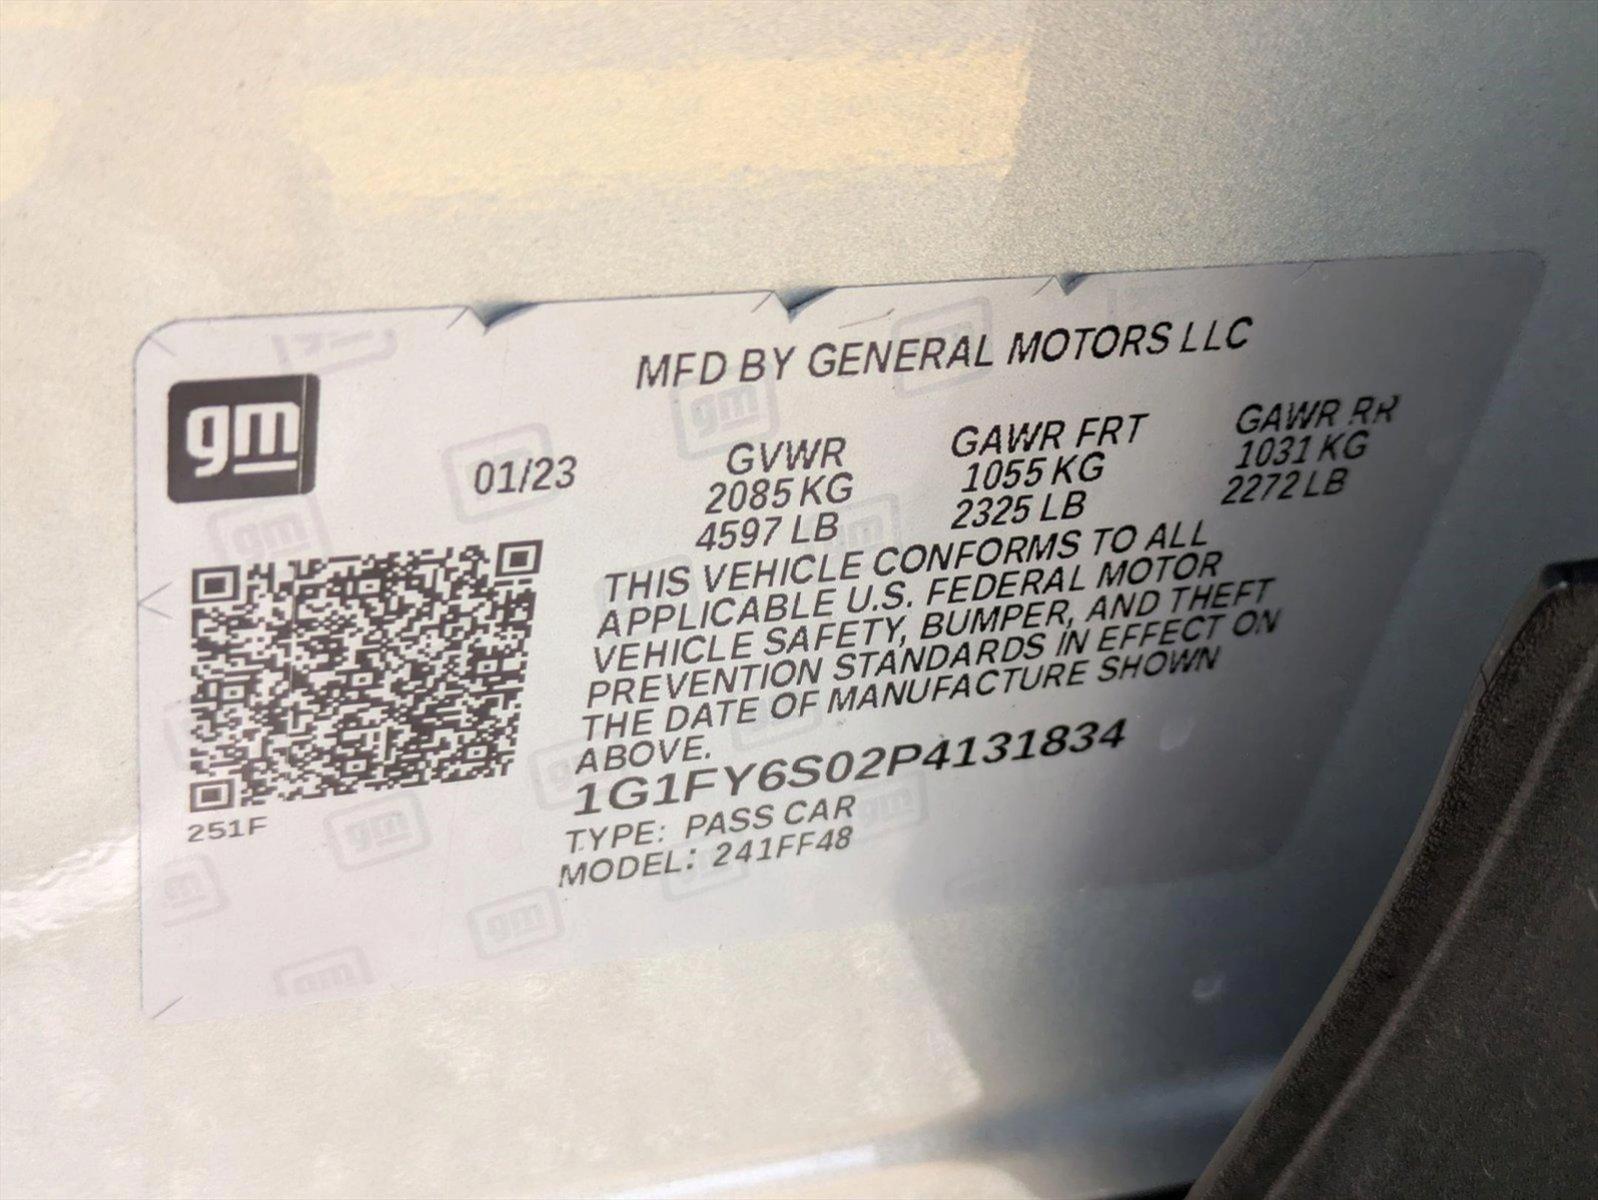 MFD BY GENERAL MOTORS LLC
gm
01/23
GVWR
2085 KG
4597 LB
GAWR FRT
1055 KG
2325 LB
GAWR RR
1031 KG
2272 LB
THIS VEHICLE CONFORMS TO ALL
APPLICABLE U.S. FEDERAL MOTOR
VEHICLE SAFETY, BUMPER, AND THEFT
PREVENTION STANDARDS IN EFFECT ON
THE DATE OF MANUFACTURE SHOWN
ABOVE.
1G1FY6S02P4131834
TYPE: PASS CAR
MODEL: 241FF48
251F